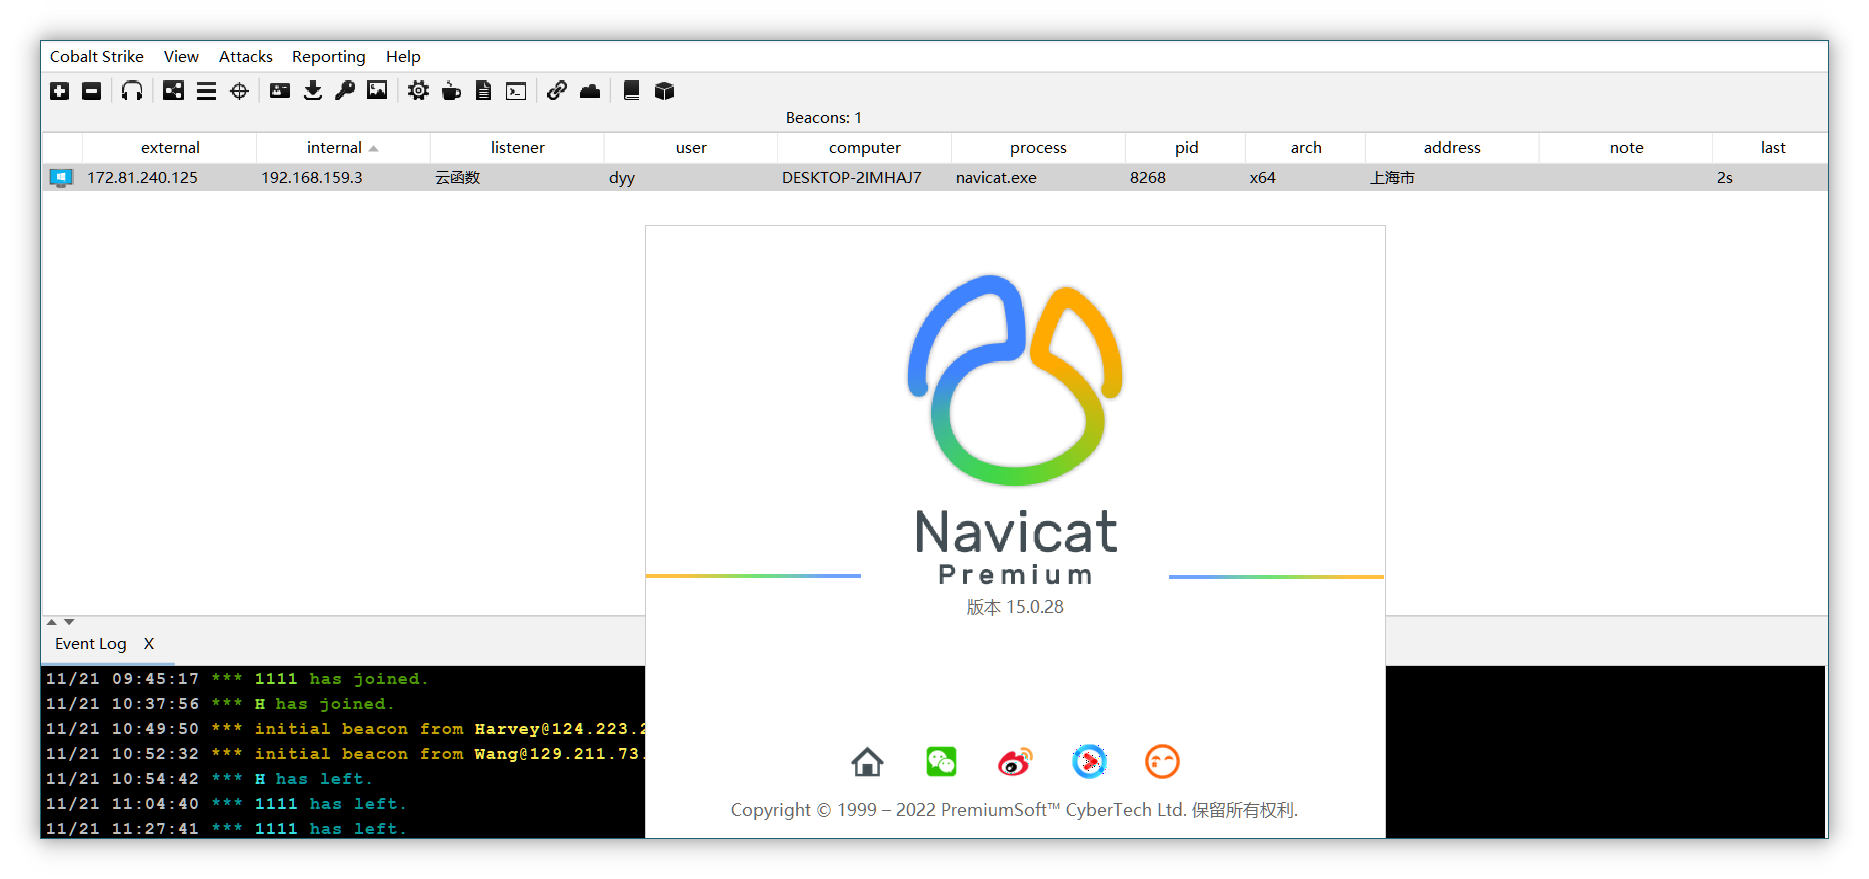 Cobalt Strike View Attacks Reporting Help
Beacons: 1
external internal listener user computer process pid arch address note last
172.81.240.125 192.168.159.3 云函数 dyy DESKTOP-2IMHAJ7 navicat.exe 8268 x64 上海市 2s
Navicat
Premium
版本 15.0.28
Event Log X
11/21 09:45:17 *** 1111 has joined.
11/21 10:37:56 *** H has joined.
11/21 10:49:50 *** initial beacon from Harvey@124.223.2
11/21 10:52:32 *** initial beacon from Wang@129.211.73.
11/21 10:54:42 *** H has left.
11/21 11:04:40 *** 1111 has left.
11/21 11:27:41 *** 1111 has left.
Copyright © 1999 – 2022 PremiumSoft™ CyberTech Ltd. 保留所有权利.